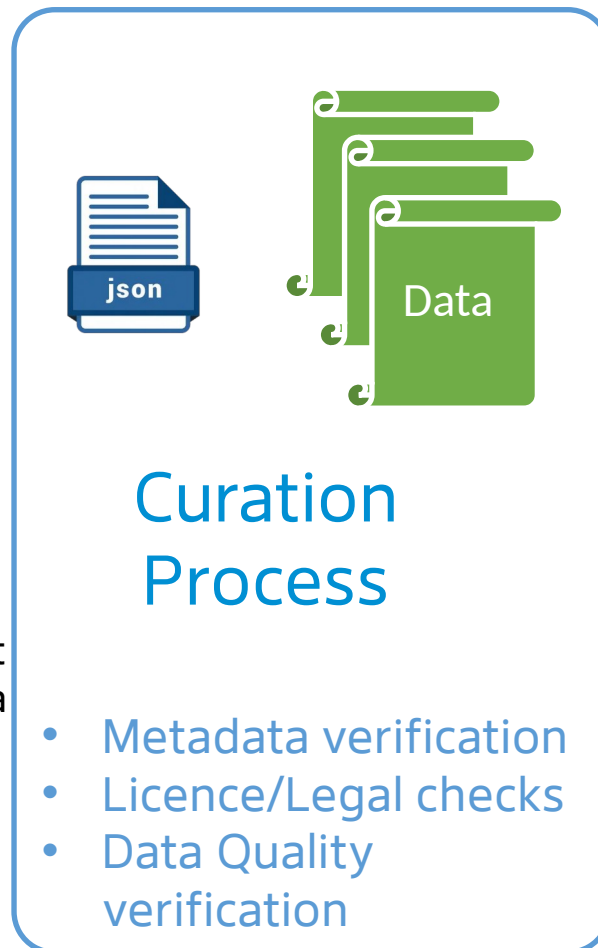 json
Data
Curation
Process
• Metadata verification
• Licence/Legal checks
• Data Quality
verification